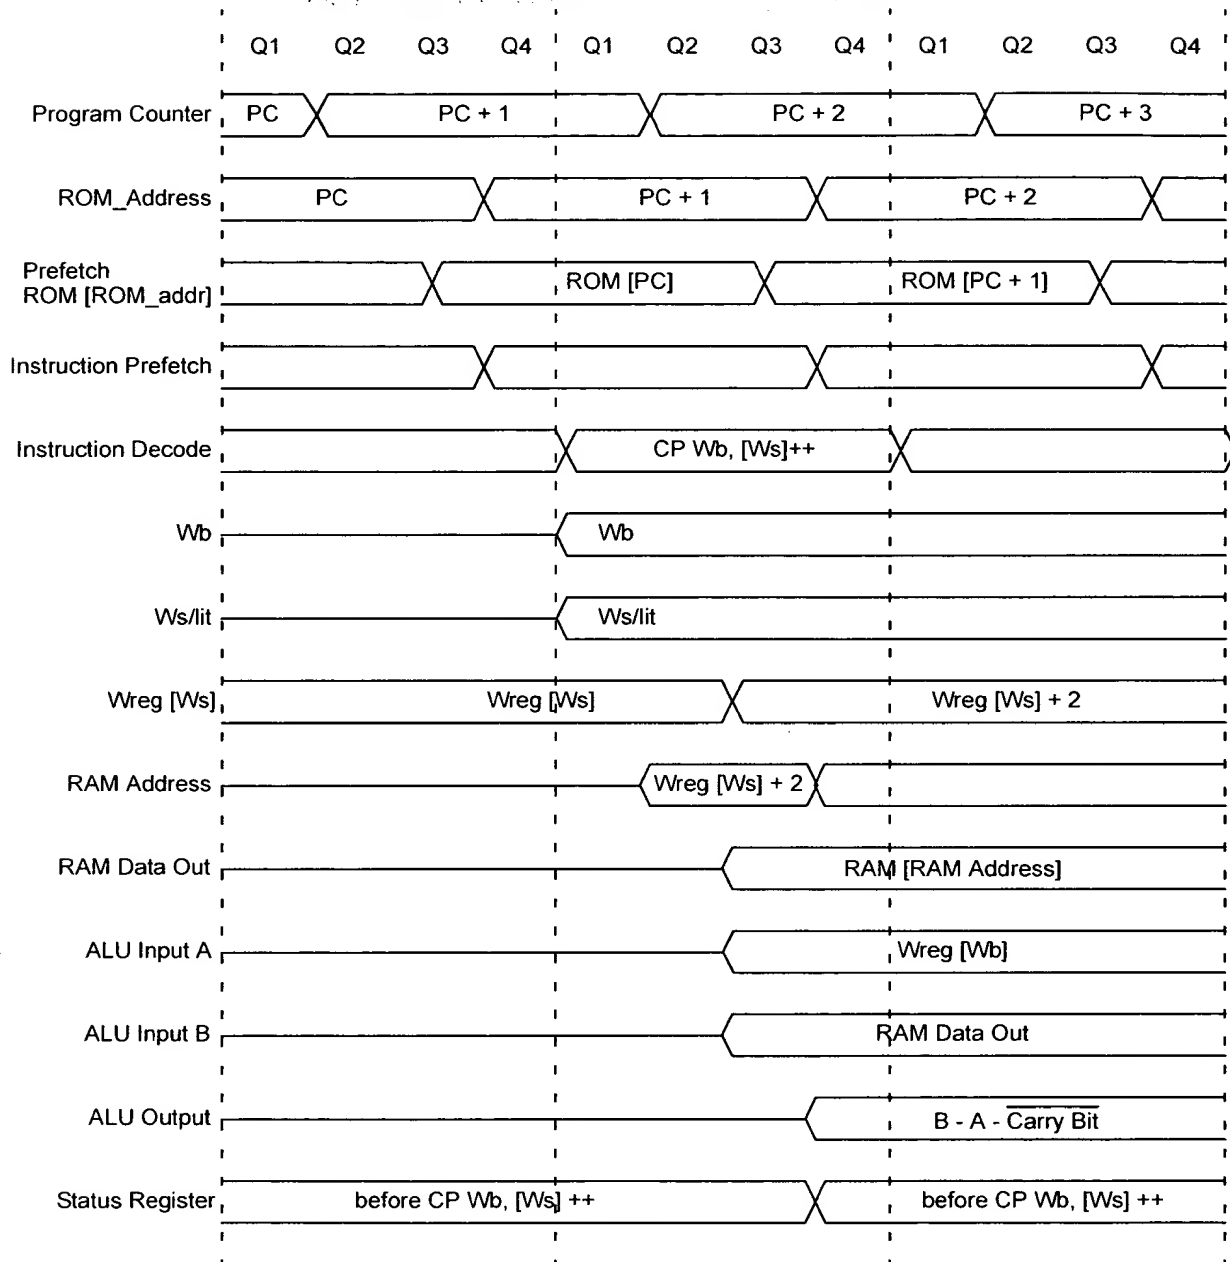 Q1 Q2 Q3 Q4 Q1 Q2 Q3 Q4 Q1 Q2 Q3 Q4
Program Counter PC PC + 1 PC + 2 PC + 3
ROM_Address PC PC + 1 PC + 2
Prefetch
ROM [ROM_addr] ROM [PC] ROM [PC + 1]
Instruction Prefetch
Instruction Decode CP Wb, [Ws]++
Wb Wb
Ws/lit Ws/lit
Wreg [Ws] Wreg [Ws] Wreg [Ws] + 2
RAM Address Wreg [Ws] + 2
RAM Data Out RAM [RAM Address]
ALU Input A Wreg [Wb]
ALU Input B RAM Data Out
ALU Output B - A - Carry Bit
Status Register before CP Wb, [Ws] ++ before CP Wb, [Ws] ++